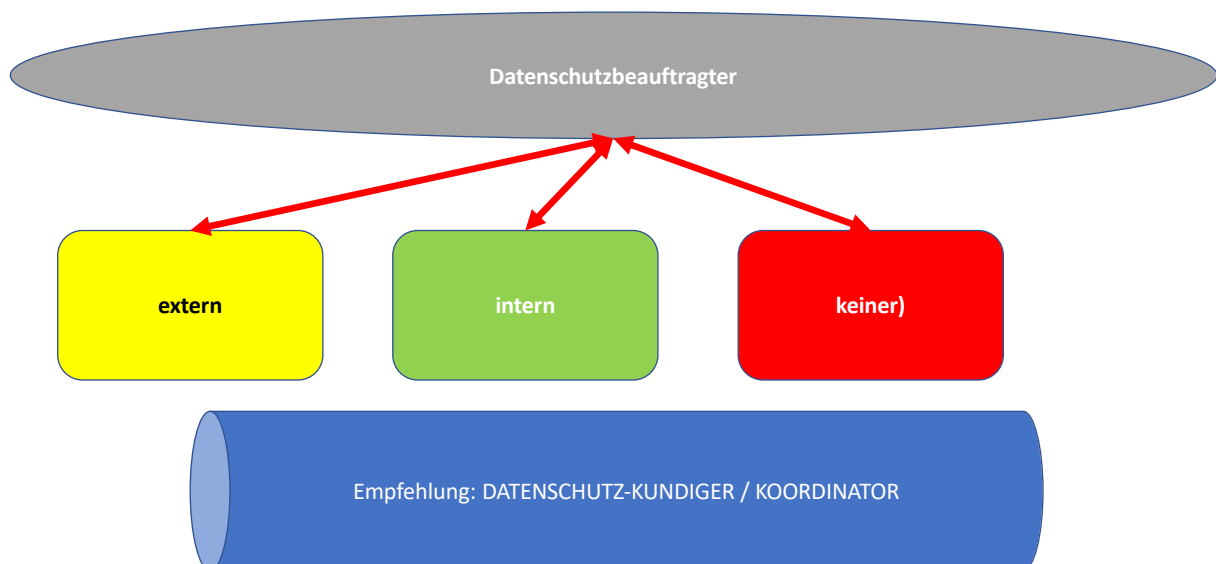 Datenschutzbeauftragter
extern
intern
keiner)
Empfehlung: DATENSCHUTZ-KUNDIGER / KOORDINATOR